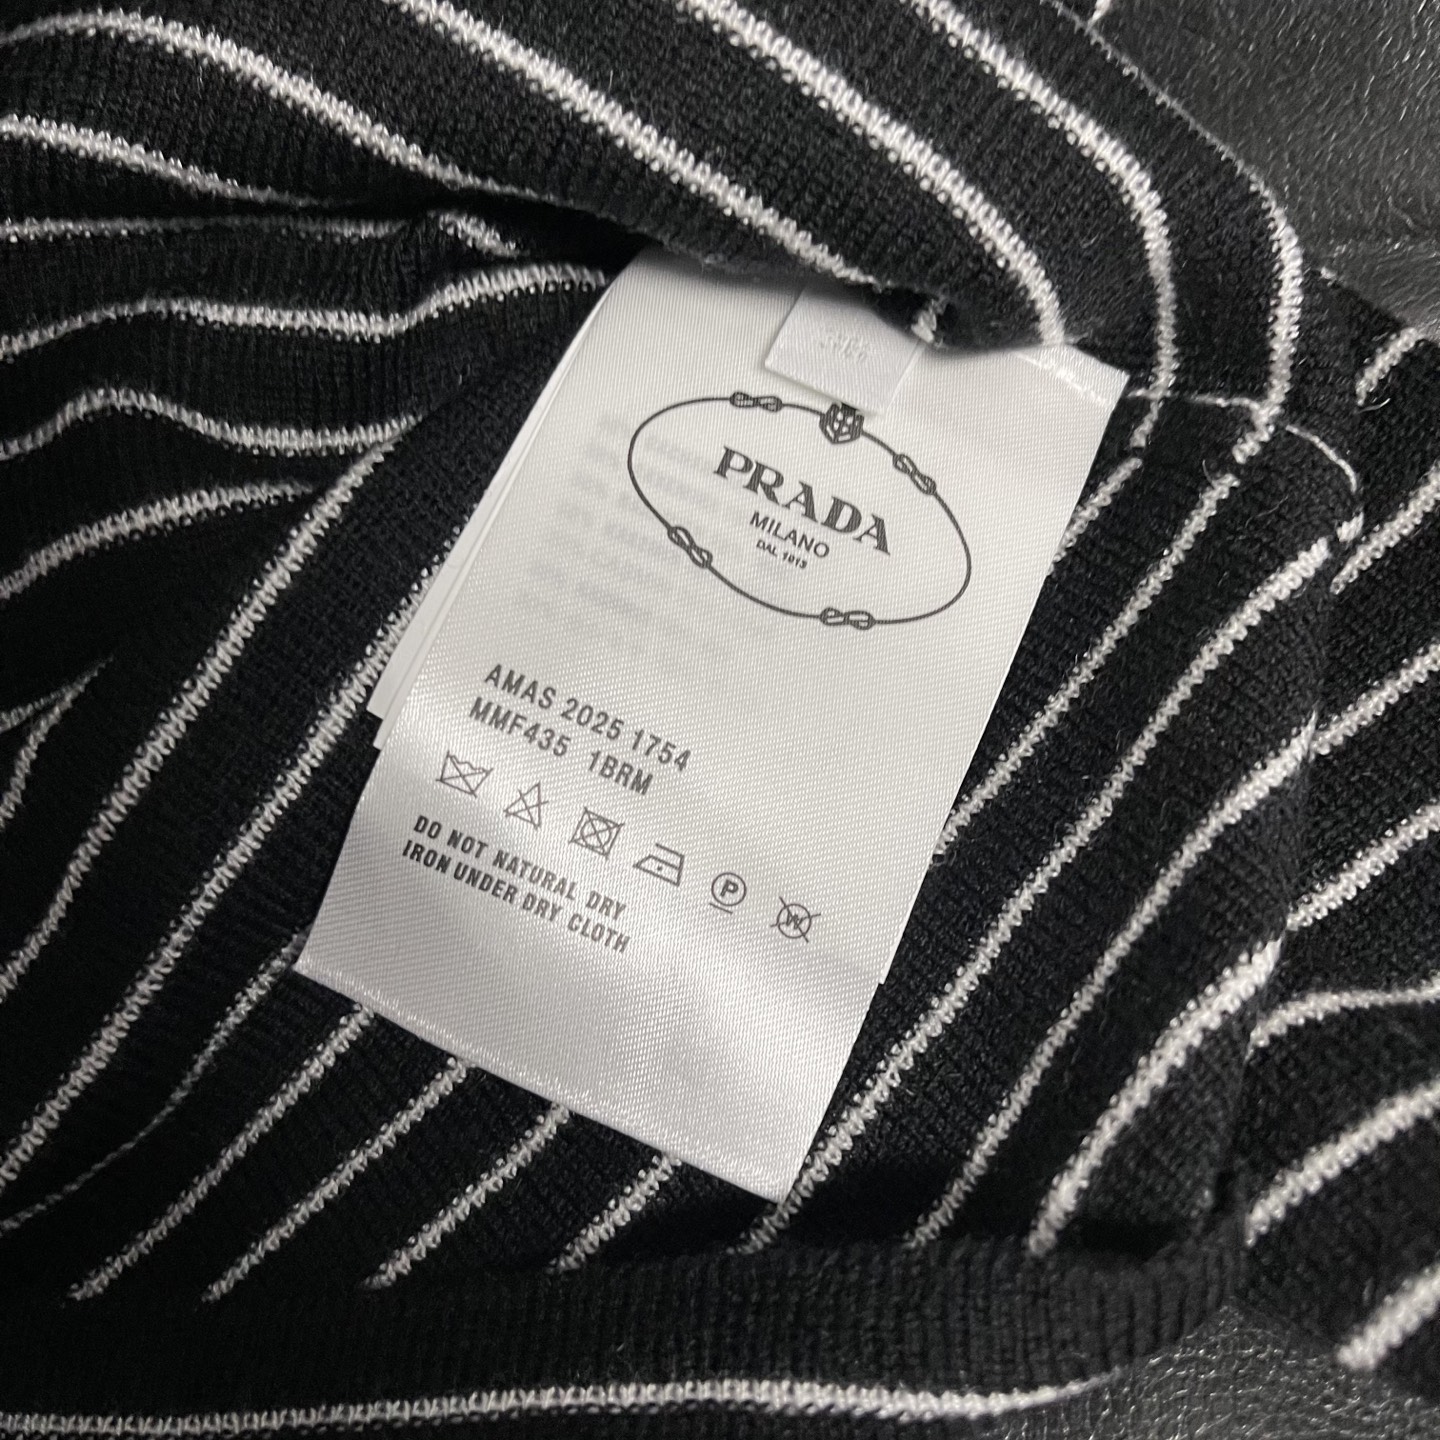 PRADA
MILANO
DAL 1913
AMAS 2025 1754
MMF435 1BRM
P
W
DO NOT NATURAL DRY
IRON UNDER DRY CLOTH